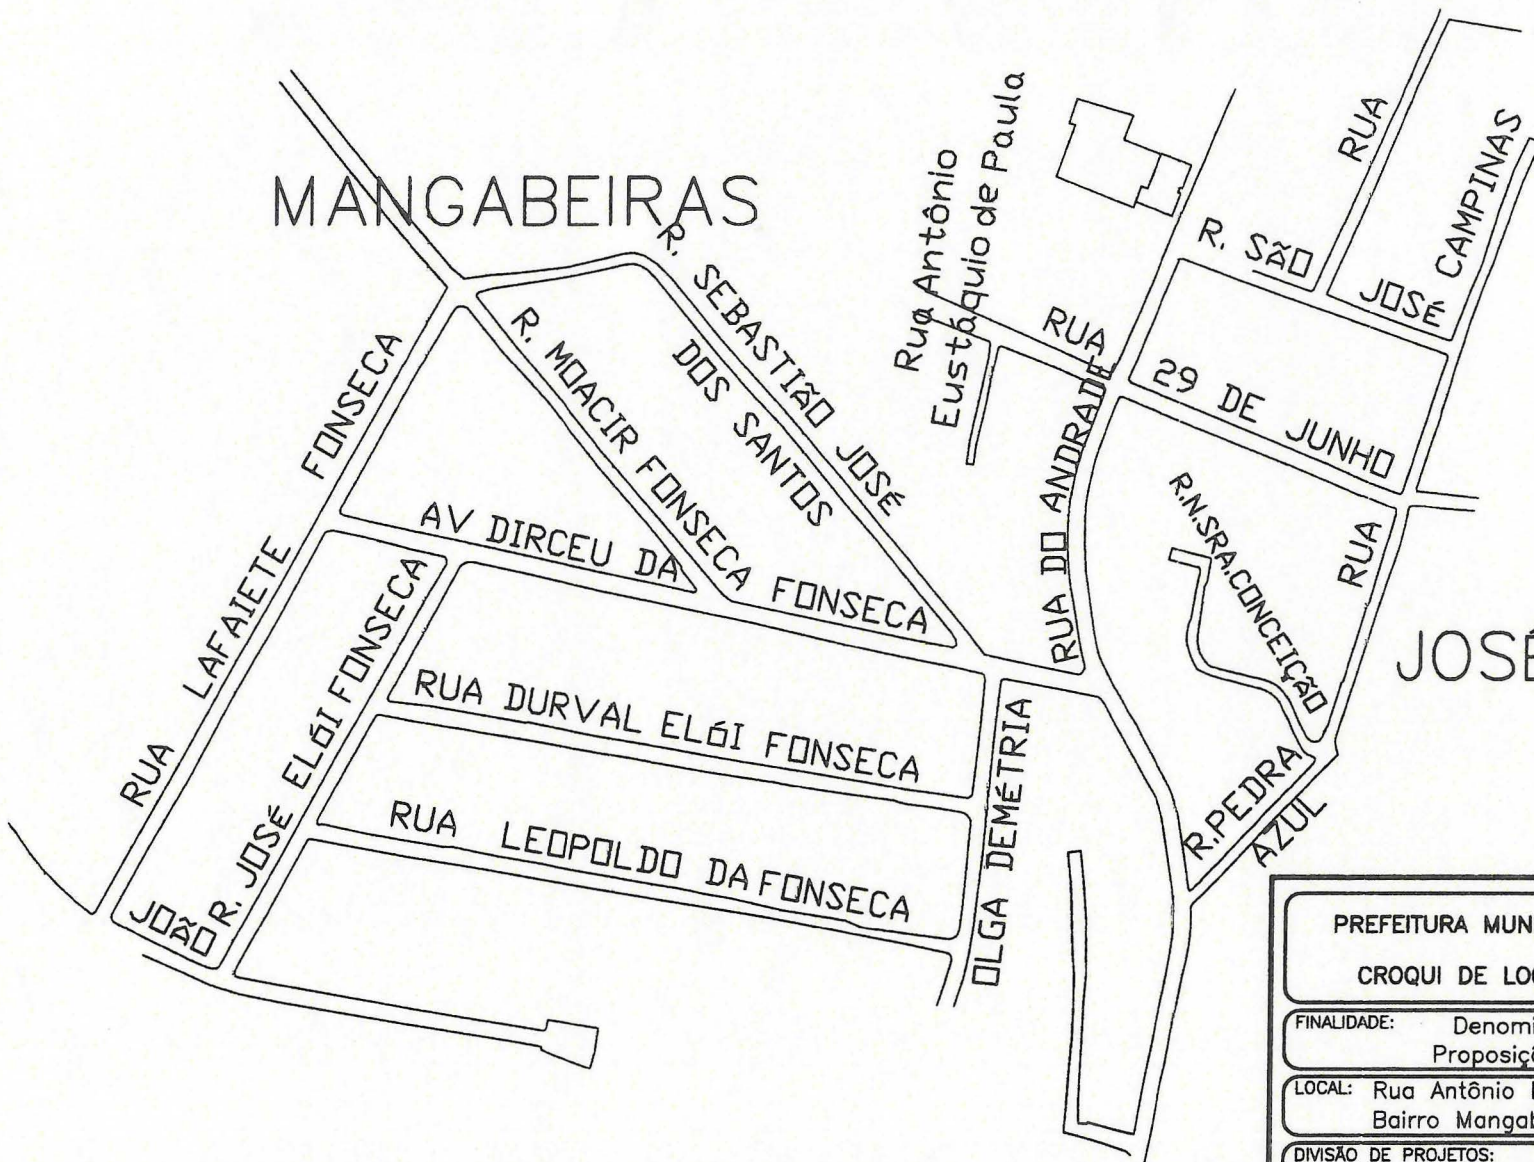 MANGABEIRAS
Rua Antônio
Eustáquio de Paula
R. SEBASTIÃO JOSÉ
DOS SANTOS
R. MOACIR FONSECA
AV DIRCEU DA FONSECA
RUA LAFAIETE FONSECA
R. JOSÉ ELÓI FONSECA
RUA DURVAL ELÓI FONSECA
RUA LEOPOLDO DA FONSECA
JOÃO
OLGA DEMÉTRIA
RUA DO ANDRADE
RUA 29 DE JUNHO
R. SÃO JOSÉ
RUA
CAMPINAS
RUA
R.N.SRA.CONCEIÇÃO
R.PEDRA
AZUL
JOSÉ
PREFEITURA MUN
CROQUI DE LO
FINALIDADE: Denomi
Proposiçã
LOCAL: Rua Antônio
Bairro Mangab
DIVISÃO DE PROJETOS: